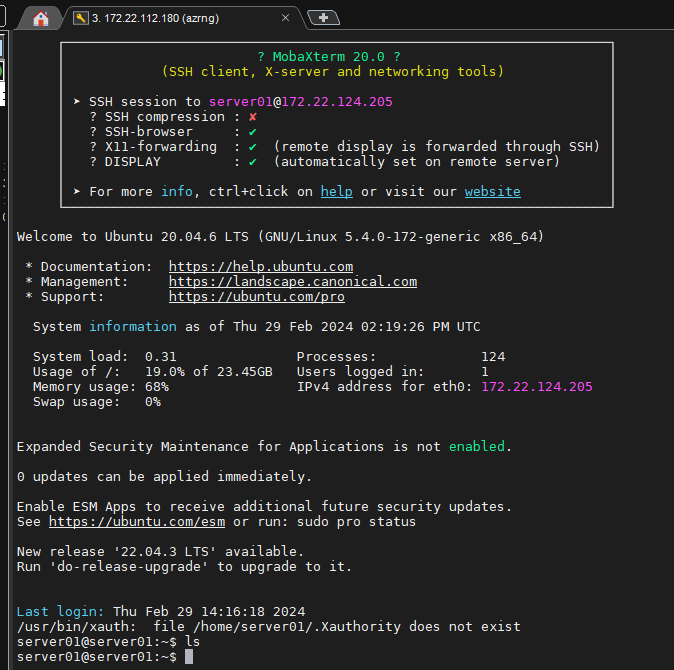 3. 172.22.112.180 (azrng)
? MobaXterm 20.0 ?
(SSH client, X-server and networking tools)
➤ SSH session to server01@172.22.124.205
? SSH compression : ✘
? SSH-browser     : ✔
? X11-forwarding  : ✔  (remote display is forwarded through SSH)
? DISPLAY         : ✔  (automatically set on remote server)
➤ For more info, ctrl+click on help or visit our website
Welcome to Ubuntu 20.04.6 LTS (GNU/Linux 5.4.0-172-generic x86_64)
* Documentation:  https://help.ubuntu.com
* Management:     https://landscape.canonical.com
* Support:        https://ubuntu.com/pro
System information as of Thu 29 Feb 2024 02:19:26 PM UTC
System load:  0.31                Processes:             124
Usage of /:   19.0% of 23.45GB   Users logged in:       1
Memory usage: 68%                IPv4 address for eth0: 172.22.124.205
Swap usage:   0%
Expanded Security Maintenance for Applications is not enabled.
0 updates can be applied immediately.
Enable ESM Apps to receive additional future security updates.
See https://ubuntu.com/esm or run: sudo pro status
New release '22.04.3 LTS' available.
Run 'do-release-upgrade' to upgrade to it.
Last login: Thu Feb 29 14:16:18 2024
/usr/bin/xauth:  file /home/server01/.Xauthority does not exist
server01@server01:~$ ls
server01@server01:~$